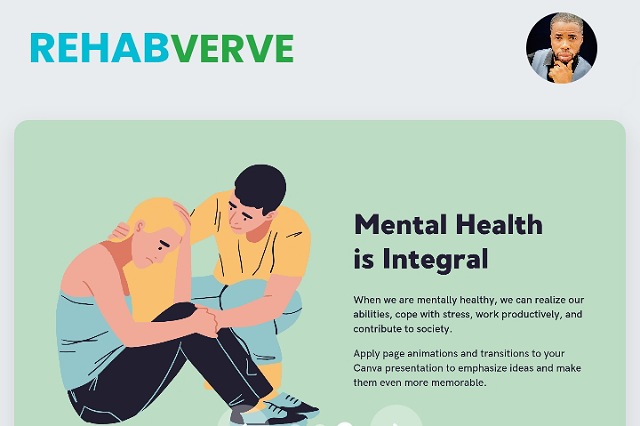 REHABVERVE
Mental Health
is Integral
When we are mentally healthy, we can realize our
abilities, cope with stress, work productively, and
contribute to society.
Apply page animations and transitions to your
Canva presentation to emphasize ideas and make
them even more memorable.